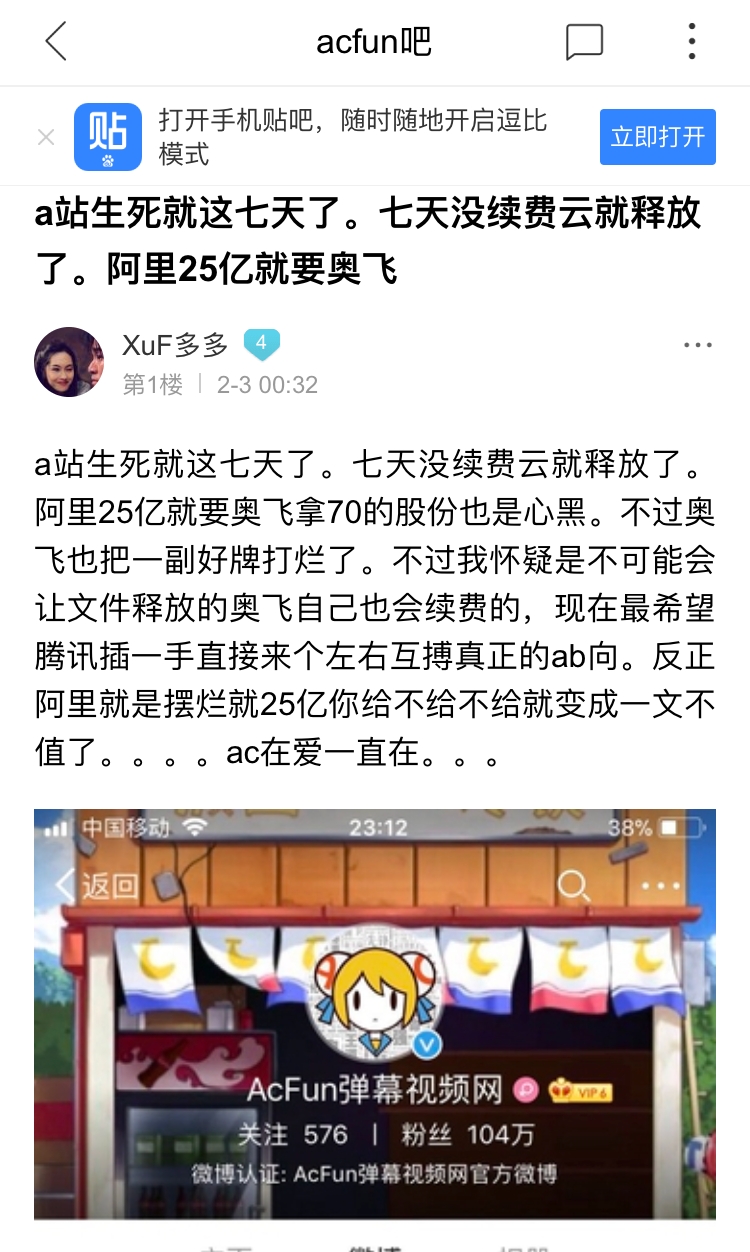 acfun吧
贴
打开手机贴吧，随时随地开启逗比
模式
立即打开
a站生死就这七天了。七天没续费云就释放
了。阿里25亿就要奥飞
XuF多多 4
第1楼 2-3 00:32
a站生死就这七天了。七天没续费云就释放了。
阿里25亿就要奥飞拿70的股份也是心黑。不过奥
飞也把一副好牌打烂了。不过我怀疑是不可能会
让文件释放的奥飞自己也会续费的，现在最希望
腾讯插一手直接来个左右互搏真正的ab向。反正
阿里就是摆烂就25亿你给不给不给就变成一文不
值了。。。。ac在爱一直在。。。
中国移动 23:12 38%
返回
AcFun弹幕视频网 VIP 6
关注 576 | 粉丝 104万
微博认证: AcFun弹幕视频网官方微博